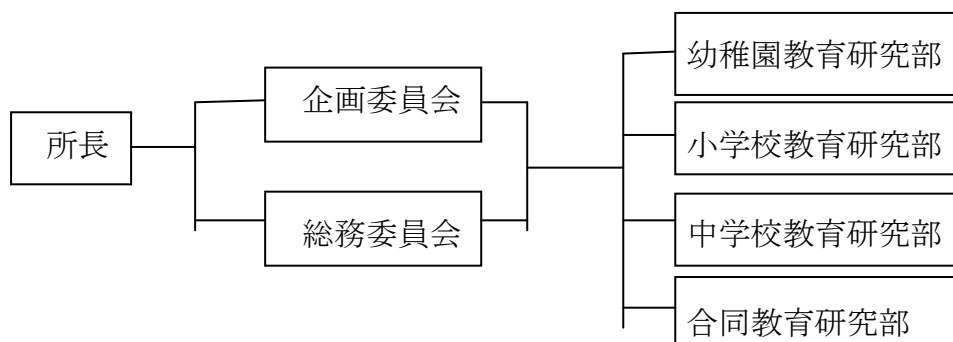 所長
企画委員会
総務委員会
幼稚園教育研究部
小学校教育研究部
中学校教育研究部
合同教育研究部